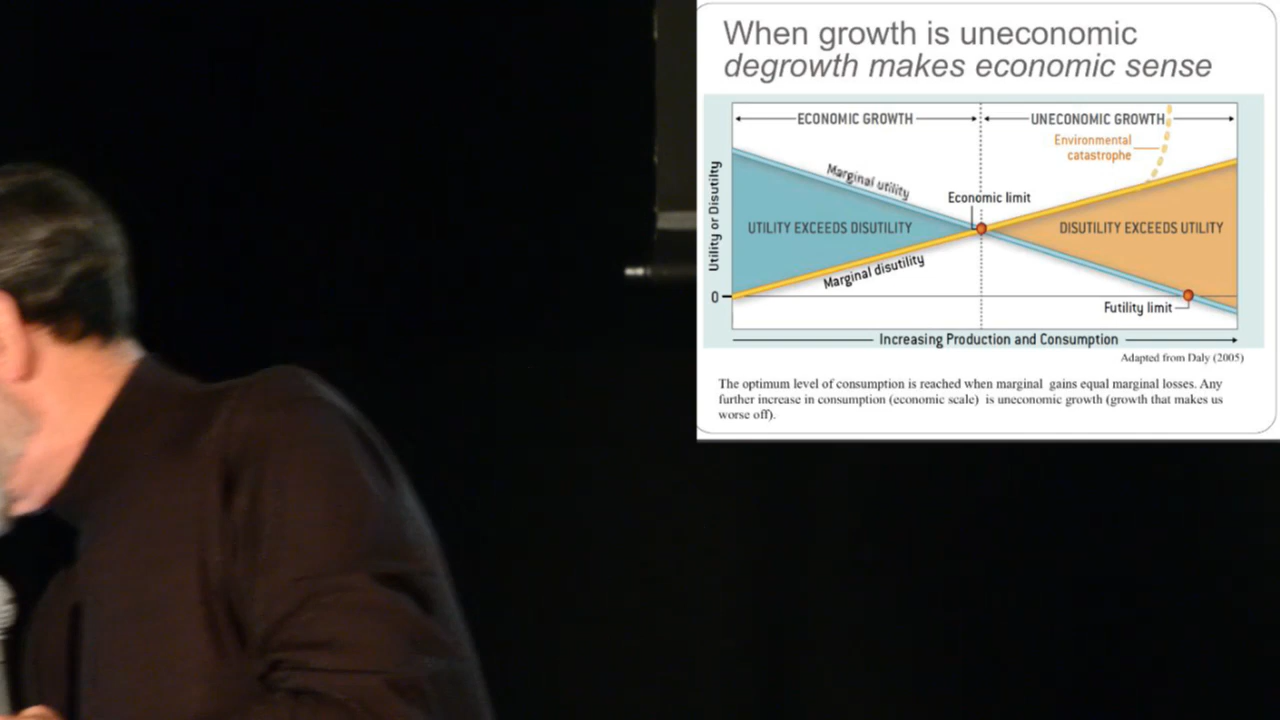 When growth is uneconomic
degrowth makes economic sense
ECONOMIC GROWTH
UNECONOMIC GROWTH
Environmental
catastrophe
Marginal utility
Economic limit
Utility or Disutilty
UTILITY EXCEEDS DISUTILITY
DISUTILITY EXCEEDS UTILITY
Marginal disutility
0
Futility limit
Increasing Production and Consumption
Adapted from Daly (2005)
The optimum level of consumption is reached when marginal gains equal marginal losses. Any
further increase in consumption (economic scale) is uneconomic growth (growth that makes us
worse off).